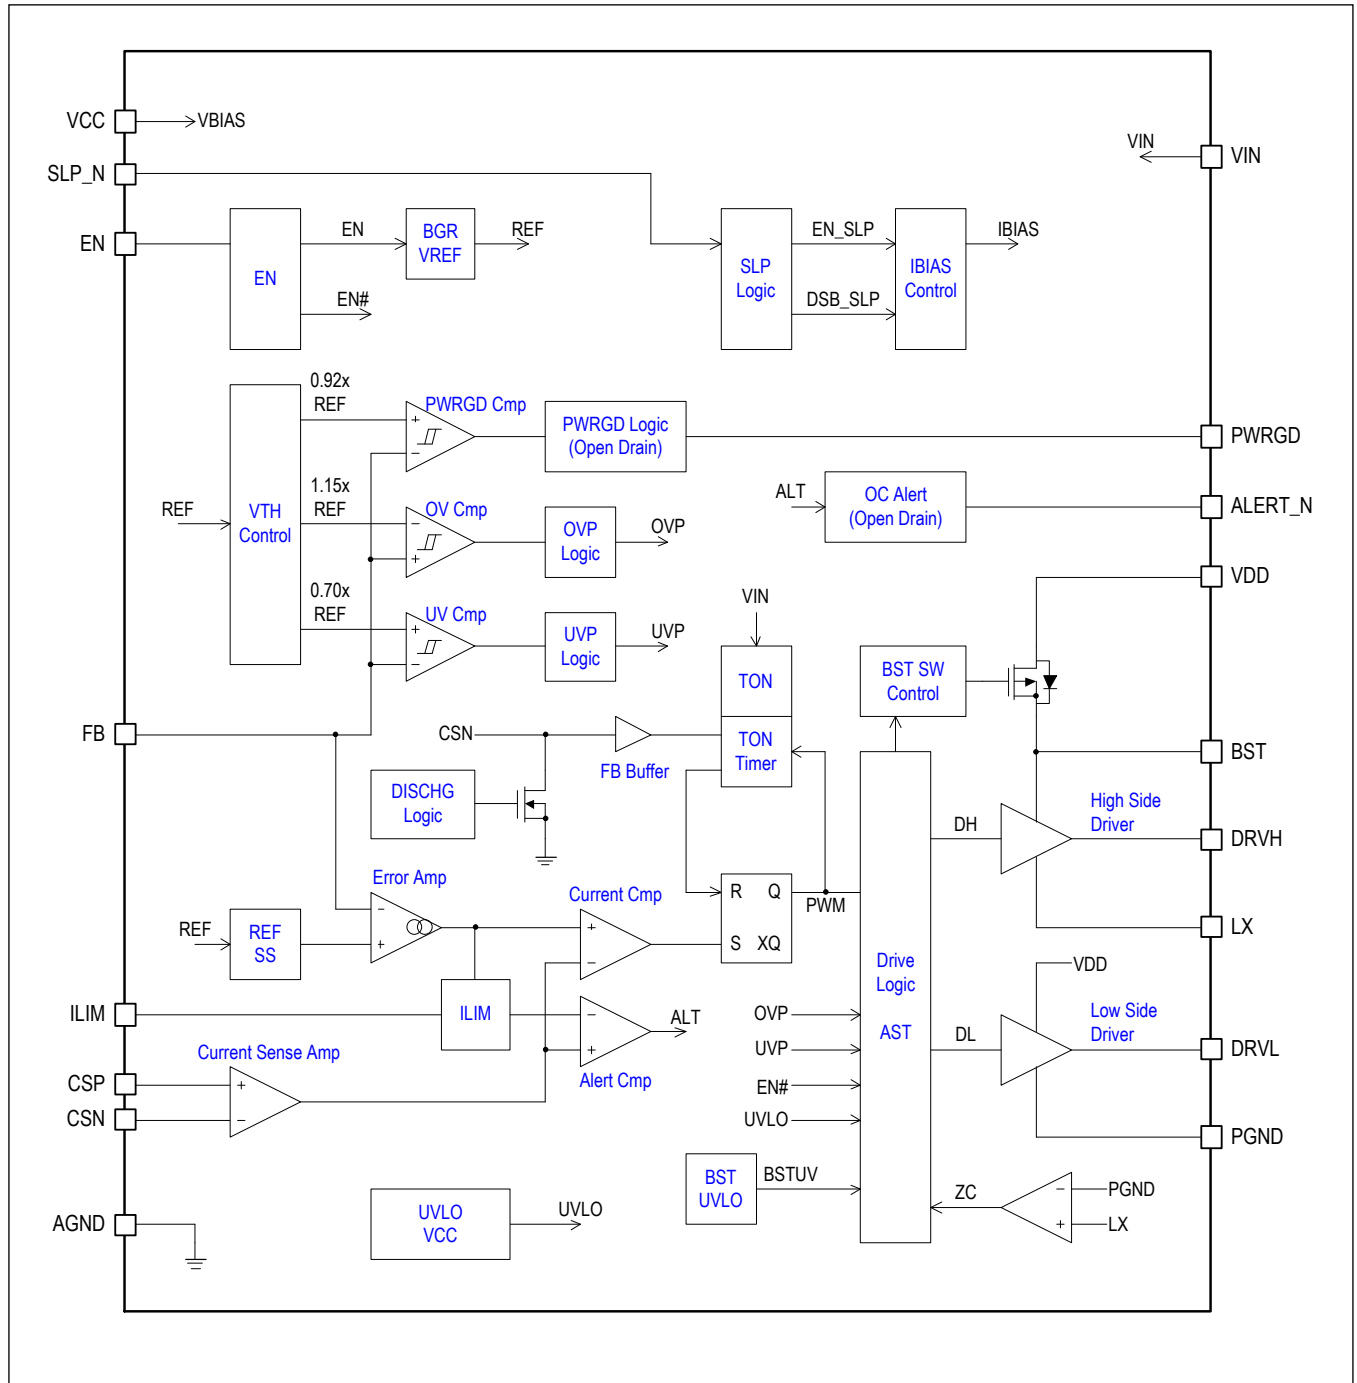 VCC
VBIAS
VIN
VIN
SLP_N
EN
EN
EN
EN#
BGR
VREF
REF
SLP
Logic
EN_SLP
DSB_SLP
IBIAS
Control
IBIAS
0.92x
REF
PWRGD Cmp
+
−
PWRGD Logic
(Open Drain)
PWRGD
REF
VTH
Control
1.15x
REF
OV Cmp
−
+
OVP
Logic
OVP
ALT
OC Alert
(Open Drain)
ALERT_N
0.70x
REF
UV Cmp
+
−
UVP
Logic
UVP
VIN
VDD
TON
BST SW
Control
FB
CSN
FB Buffer
TON
Timer
BST
DISCHG
Logic
DH
High Side
Driver
DRVH
Error Amp
−
+
REF
REF
SS
Current Cmp
+
−
R Q
S XQ
PWM
LX
Drive
Logic
AST
VDD
ILIM
ILIM
−
+
ALT
Alert Cmp
OVP
UVP
EN#
UVLO
DL
Low Side
Driver
DRVL
Current Sense Amp
CSP
CSN
+
−
PGND
BST
UVLO
BSTUV
ZC
−
+
PGND
LX
AGND
UVLO
VCC
UVLO